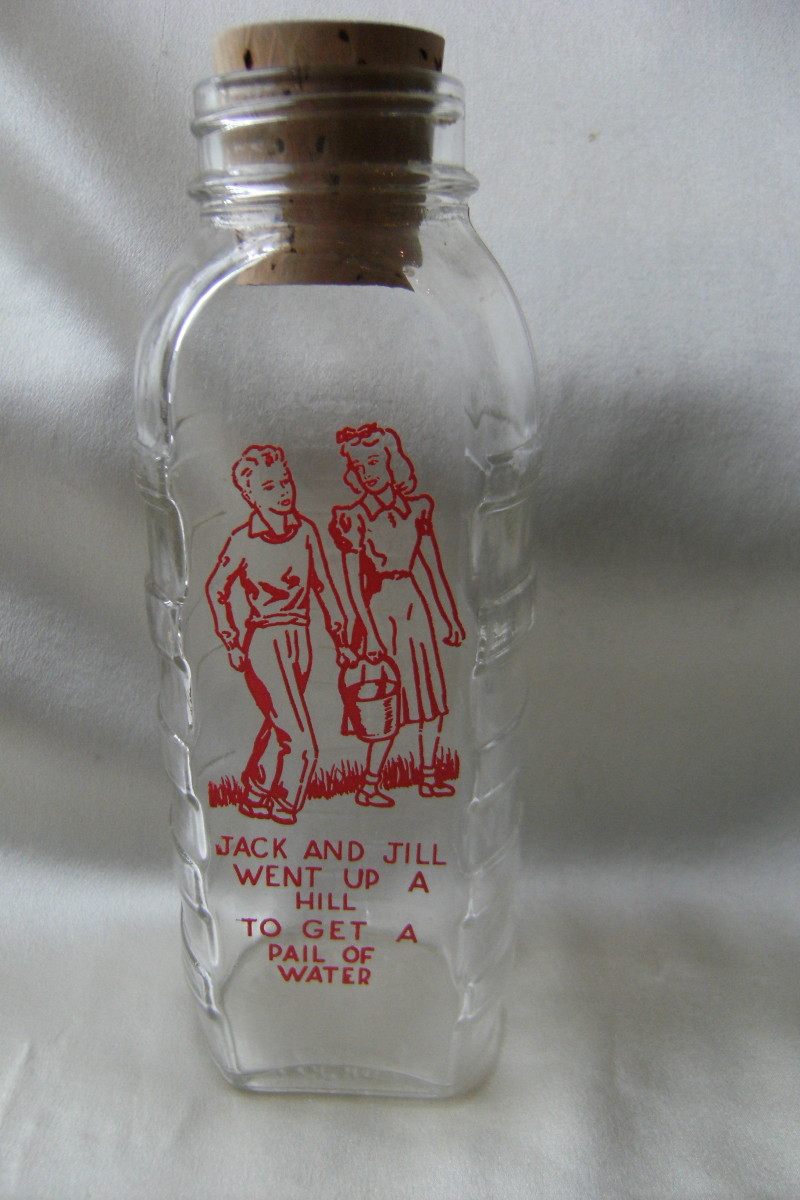 JACK AND JILL
WENT UP A
HILL
TO GET A
PAIL OF
WATER